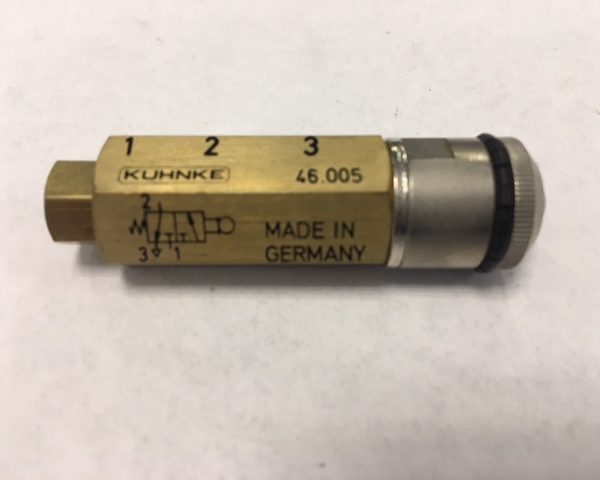 1 2 3
KUHNKE 46.005
2
MADE IN
3 1 GERMANY